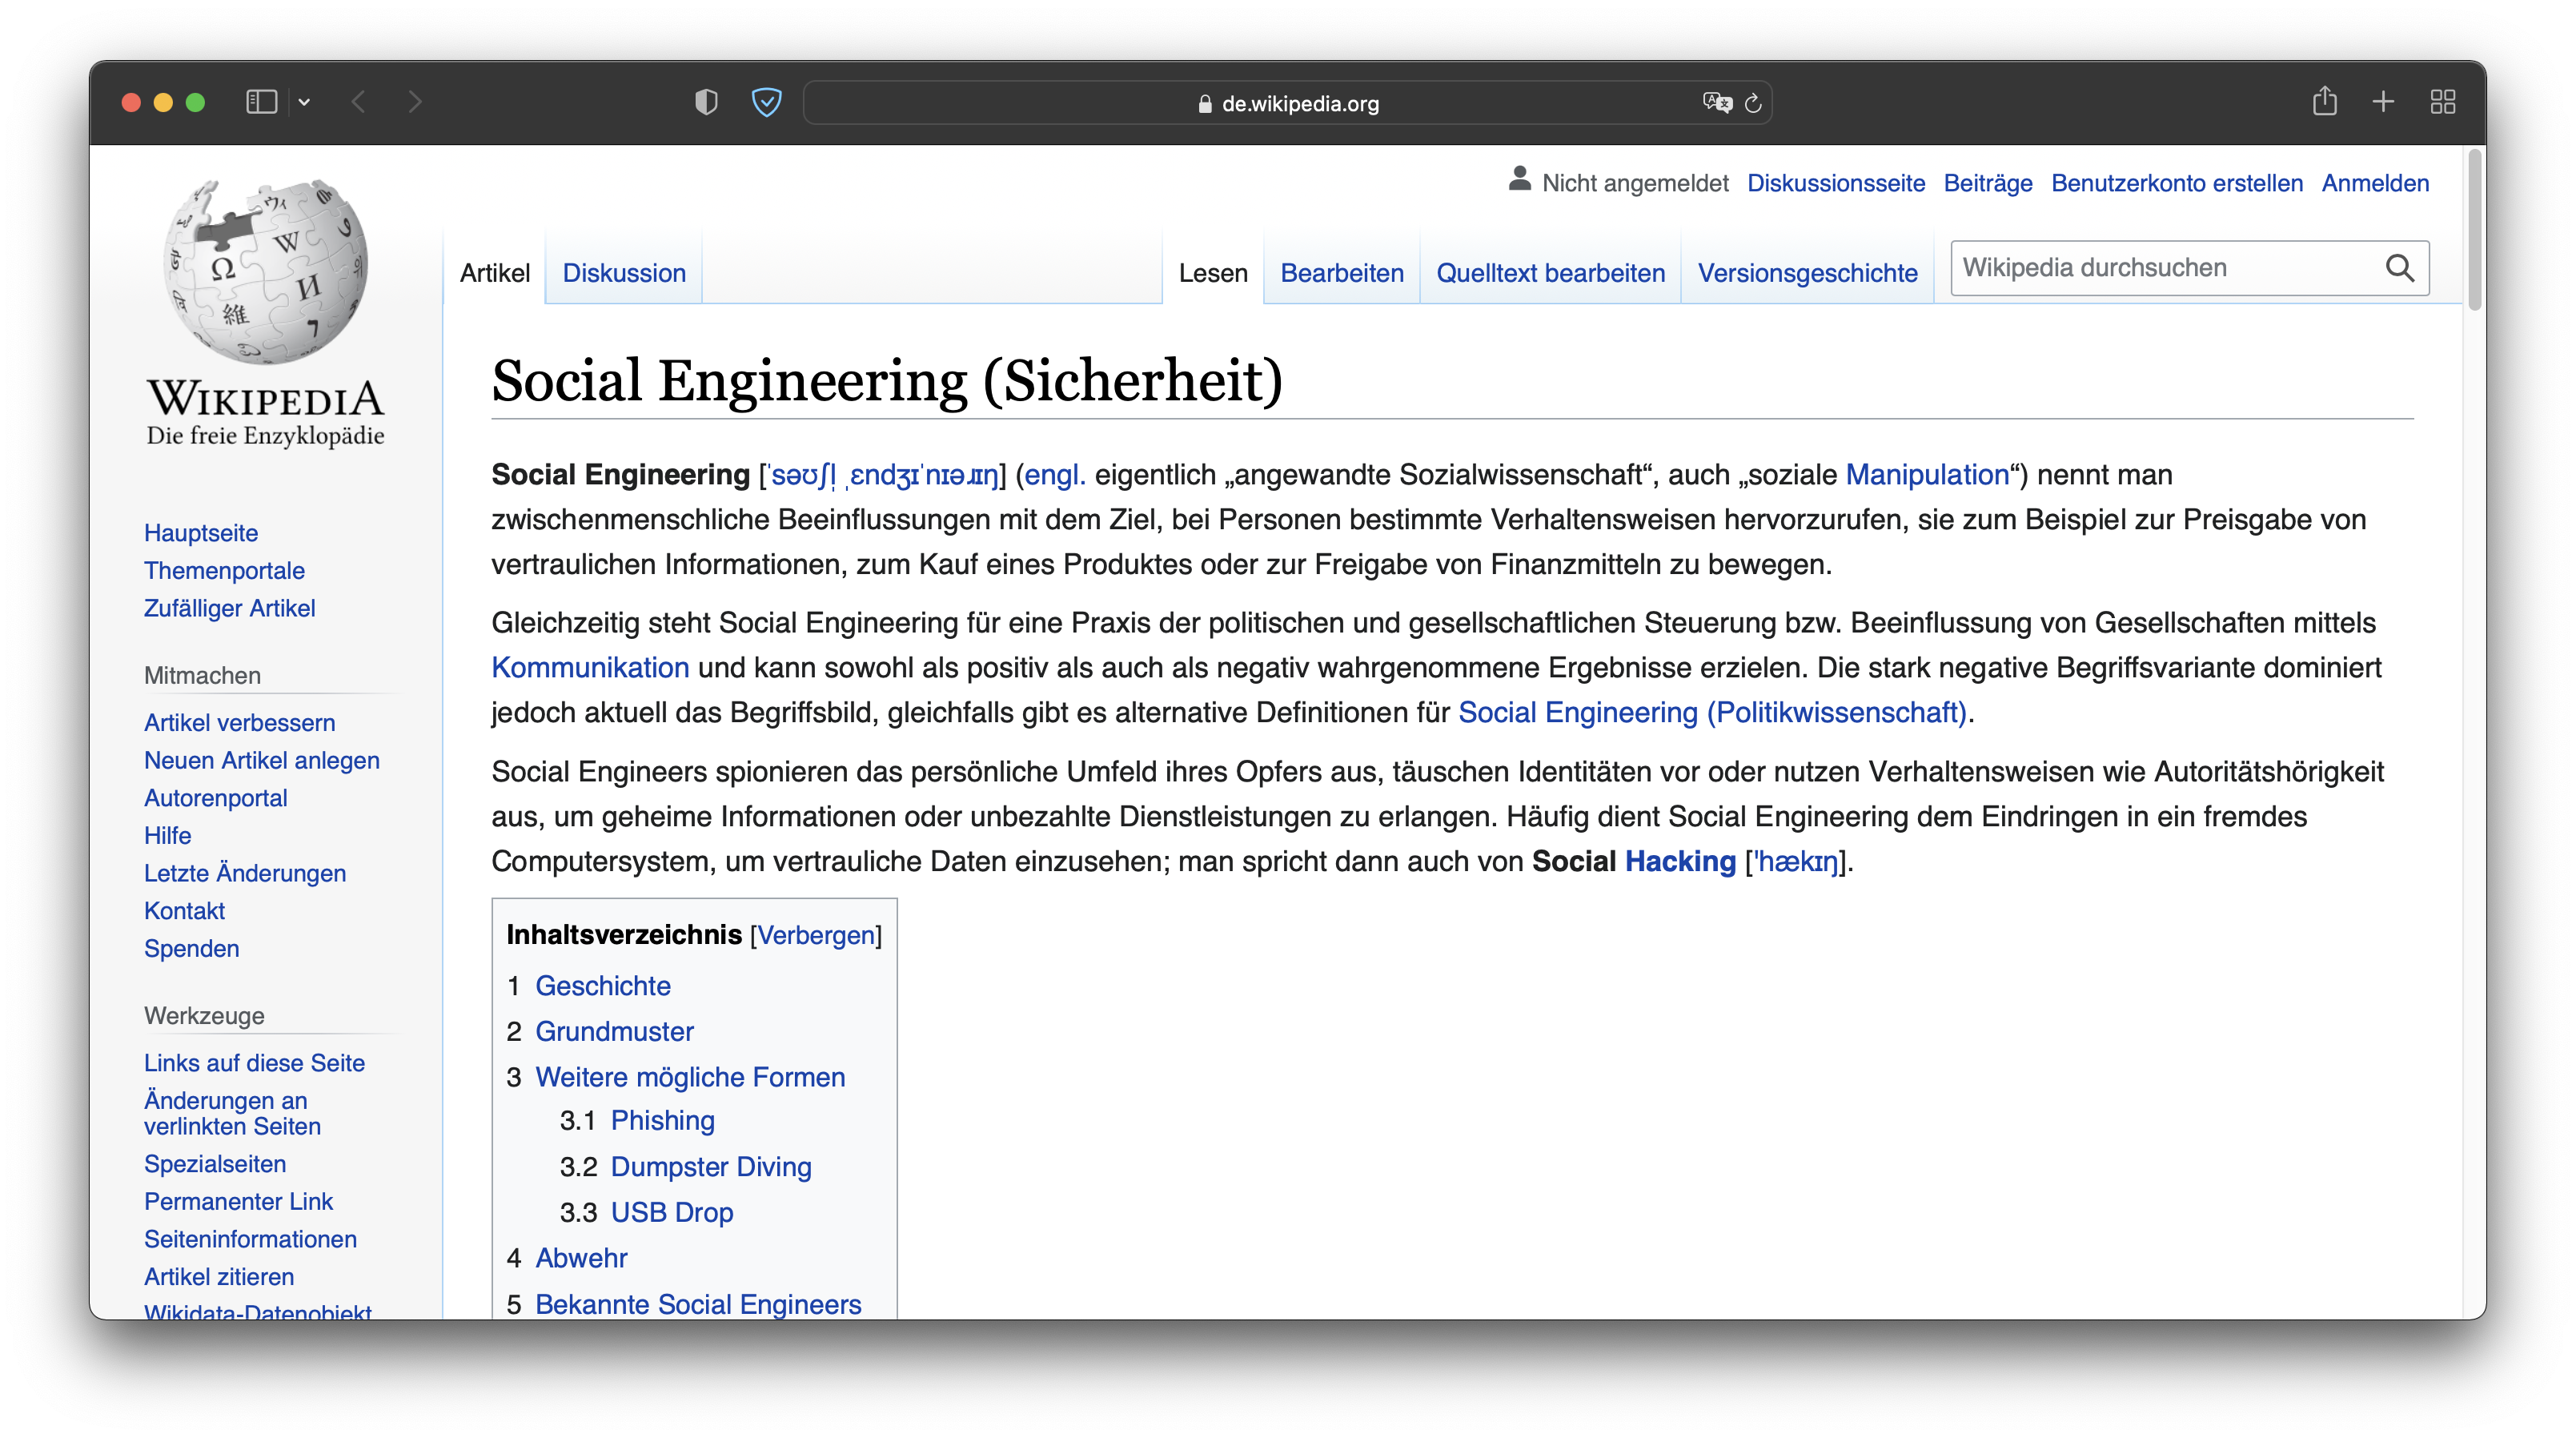 de.wikipedia.org
Nicht angemeldet Diskussionsseite Beiträge Benutzerkonto erstellen Anmelden
Artikel Diskussion Lesen Bearbeiten Quelltext bearbeiten Versionsgeschichte Wikipedia durchsuchen
WIKIPEDIA
Die freie Enzyklopädie
Hauptseite
Themenportale
Zufälliger Artikel
Mitmachen
Artikel verbessern
Neuen Artikel anlegen
Autorenportal
Hilfe
Letzte Änderungen
Kontakt
Spenden
Werkzeuge
Links auf diese Seite
Änderungen an
verlinkten Seiten
Spezialseiten
Permanenter Link
Seiteninformationen
Artikel zitieren
Wikidata-Datenobjekt
Social Engineering (Sicherheit)
Social Engineering [ˈsəʊʃl̩ ˌɛndʒɪˈnɪəɹɪŋ] (engl. eigentlich „angewandte Sozialwissenschaft“, auch „soziale Manipulation“) nennt man
zwischenmenschliche Beeinflussungen mit dem Ziel, bei Personen bestimmte Verhaltensweisen hervorzurufen, sie zum Beispiel zur Preisgabe von
vertraulichen Informationen, zum Kauf eines Produktes oder zur Freigabe von Finanzmitteln zu bewegen.
Gleichzeitig steht Social Engineering für eine Praxis der politischen und gesellschaftlichen Steuerung bzw. Beeinflussung von Gesellschaften mittels
Kommunikation und kann sowohl als positiv als auch als negativ wahrgenommene Ergebnisse erzielen. Die stark negative Begriffsvariante dominiert
jedoch aktuell das Begriffsbild, gleichfalls gibt es alternative Definitionen für Social Engineering (Politikwissenschaft).
Social Engineers spionieren das persönliche Umfeld ihres Opfers aus, täuschen Identitäten vor oder nutzen Verhaltensweisen wie Autoritätshörigkeit
aus, um geheime Informationen oder unbezahlte Dienstleistungen zu erlangen. Häufig dient Social Engineering dem Eindringen in ein fremdes
Computersystem, um vertrauliche Daten einzusehen; man spricht dann auch von Social Hacking [ˈhækɪŋ].
Inhaltsverzeichnis [Verbergen]
1 Geschichte
2 Grundmuster
3 Weitere mögliche Formen
3.1 Phishing
3.2 Dumpster Diving
3.3 USB Drop
4 Abwehr
5 Bekannte Social Engineers